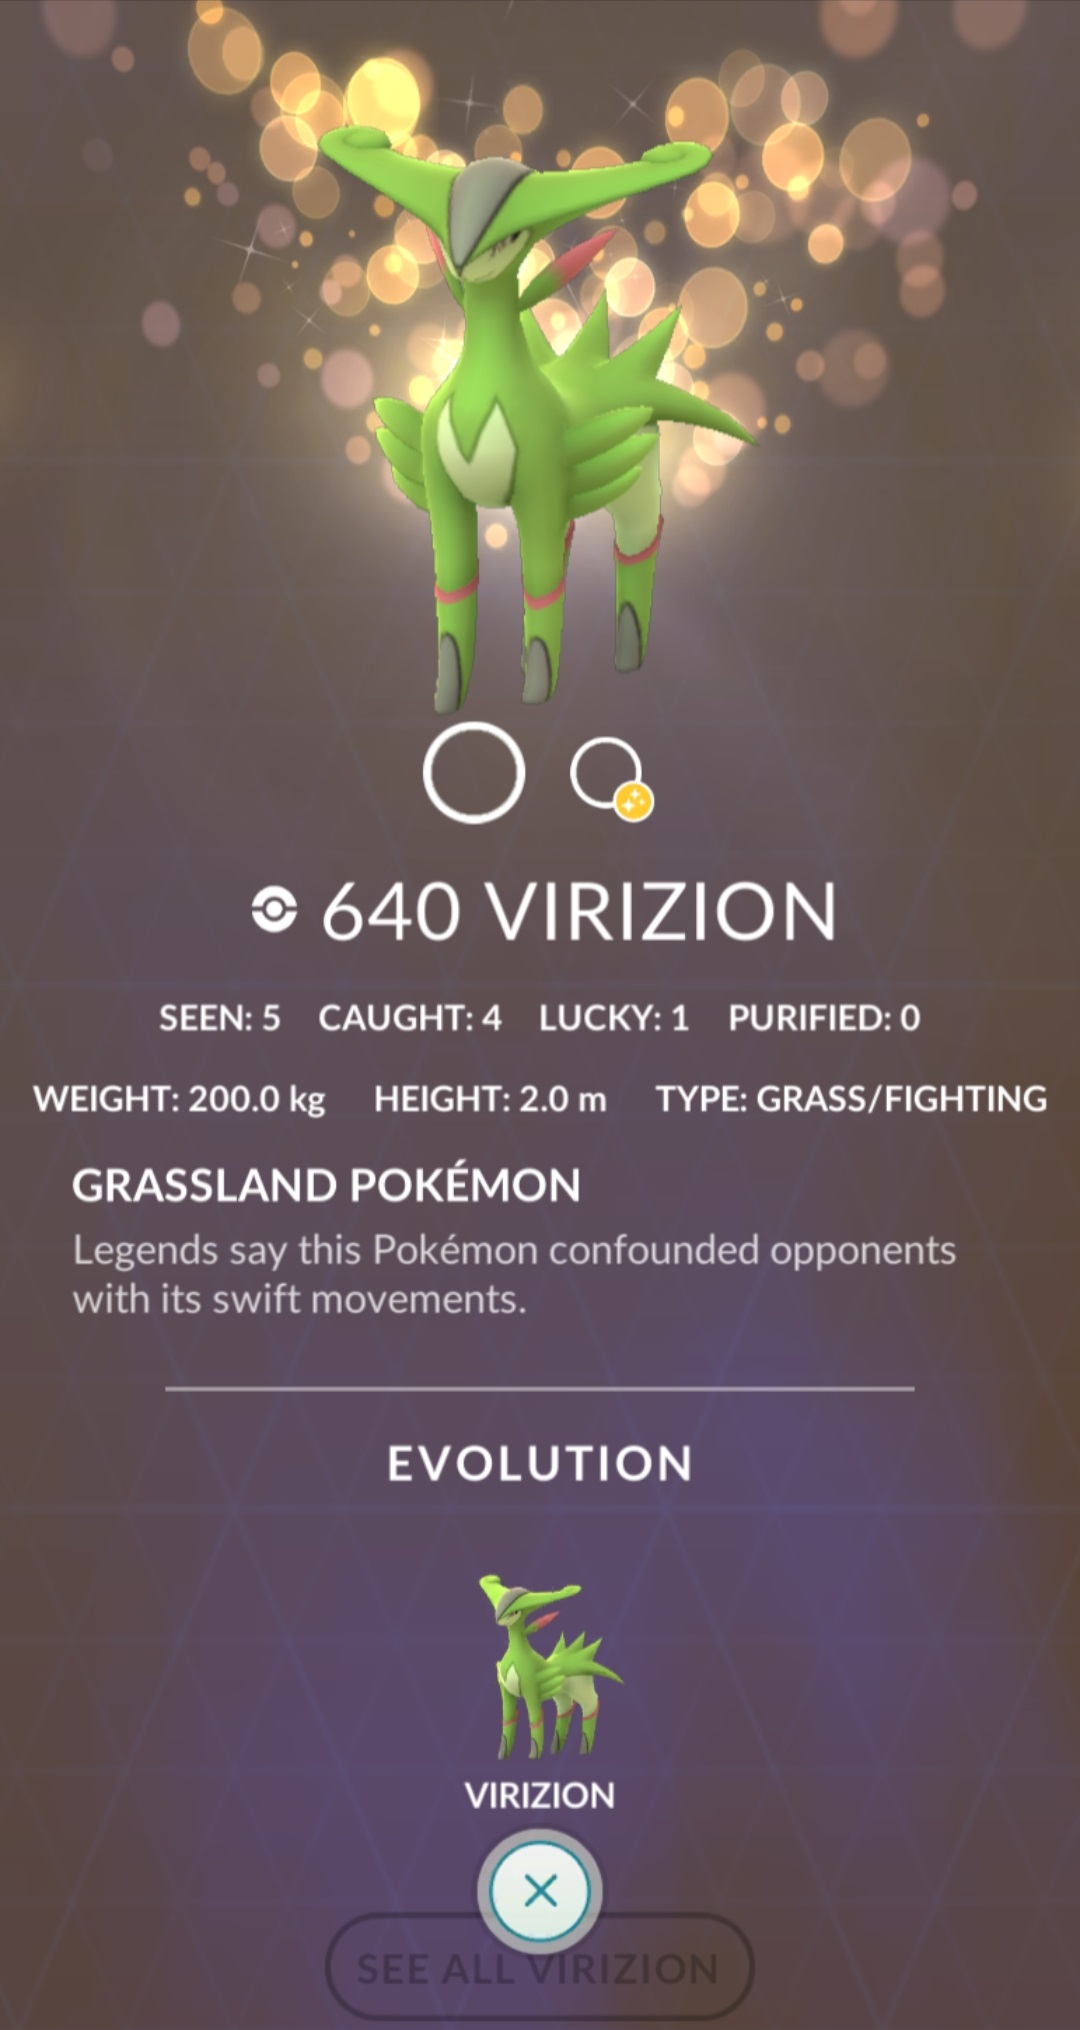 640 VIRIZION
SEEN: 5 CAUGHT: 4 LUCKY: 1 PURIFIED: 0
WEIGHT: 200.0 kg HEIGHT: 2.0 m TYPE: GRASS/FIGHTING
GRASSLAND POKÉMON
Legends say this Pokémon confounded opponents
with its swift movements.
EVOLUTION
VIRIZION
SEE ALL VIRIZION